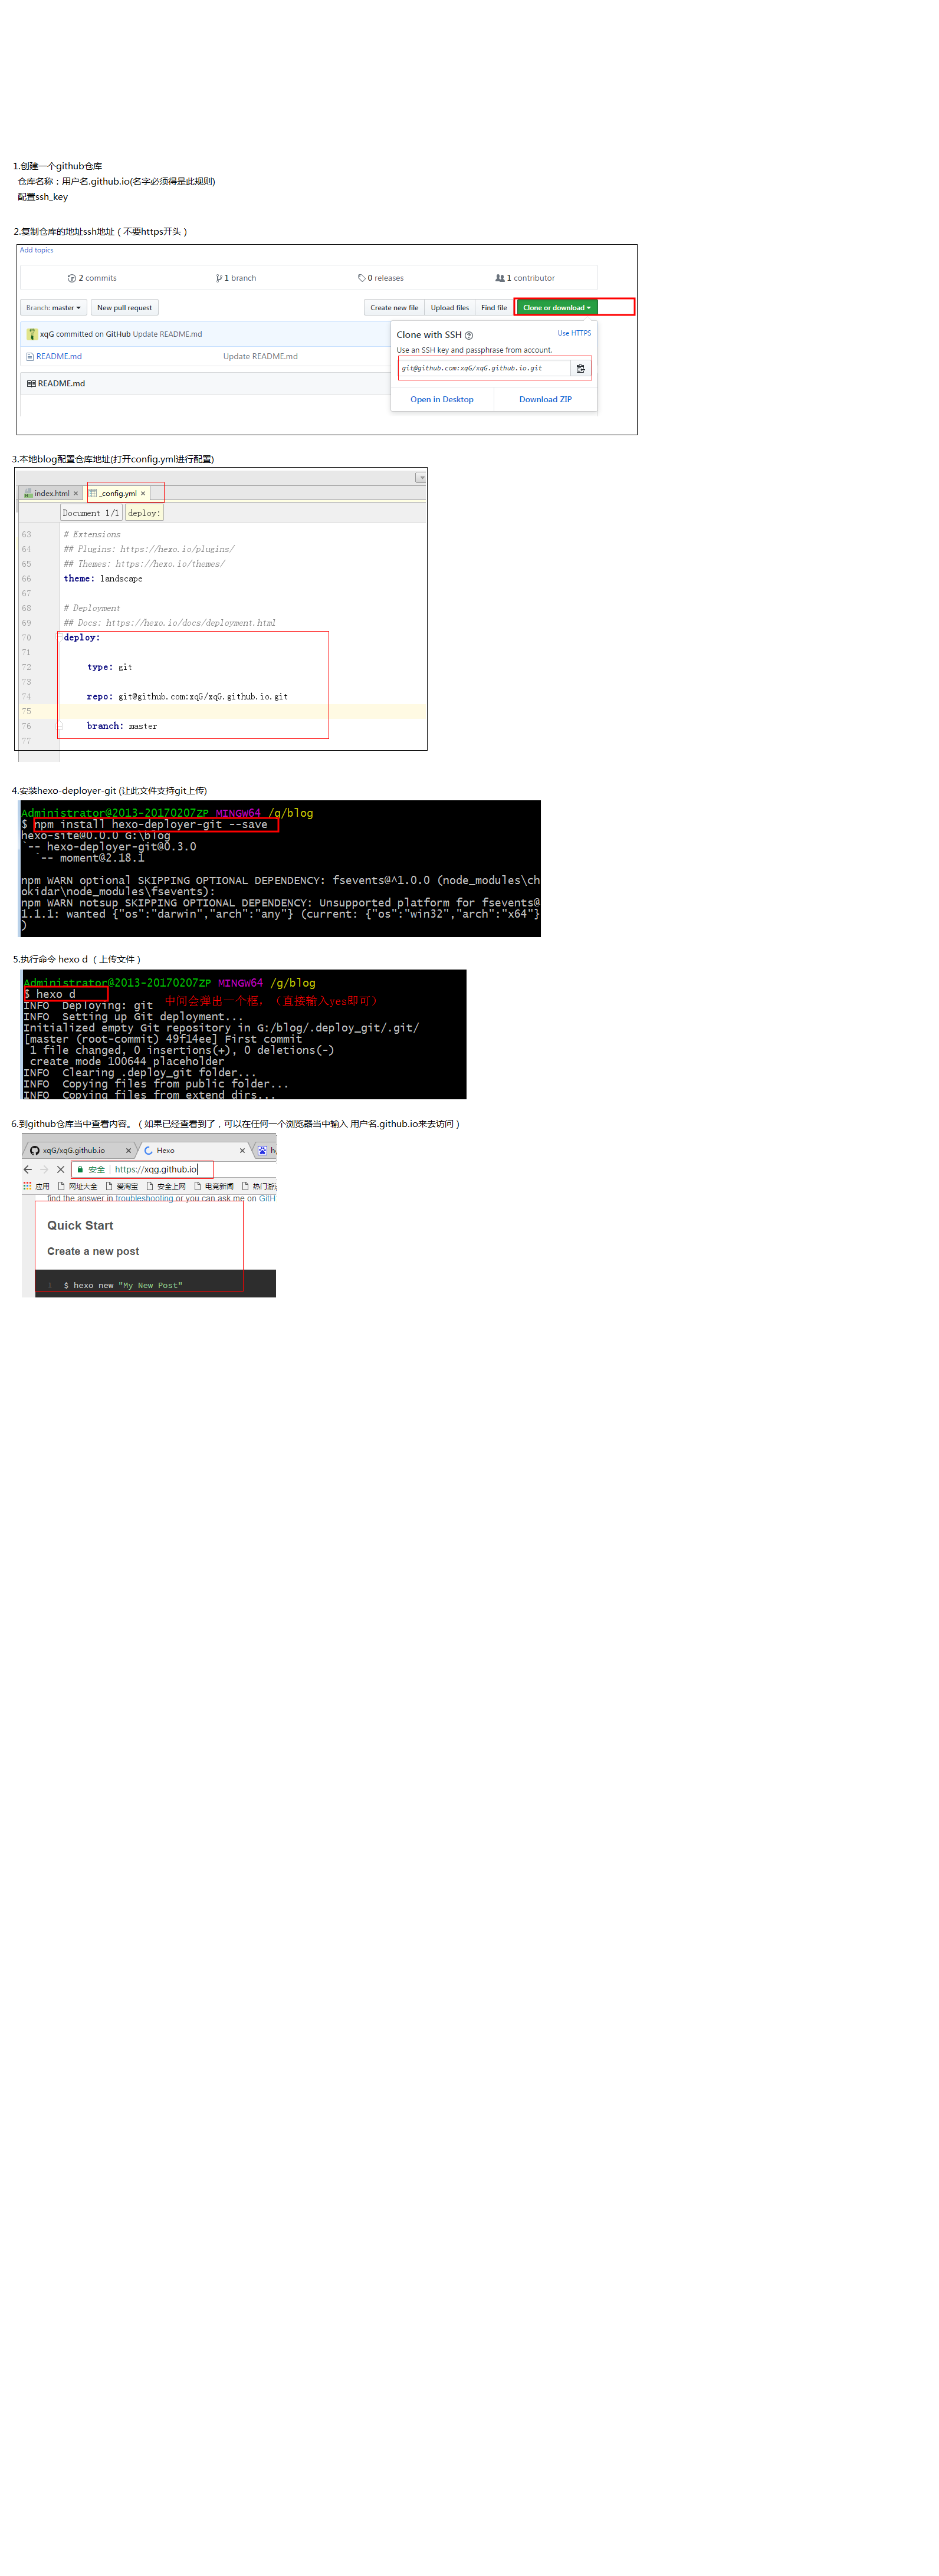 1.创建一个github仓库
仓库名称：用户名.github.io(名字必须得是此规则)
配置ssh_key
2.复制仓库的地址ssh地址（不要https开头）
Add topics
2 commits 1 branch 0 releases 1 contributor
Branch: master New pull request Create new file Upload files Find file Clone or download
xqG committed on GitHub Update README.md
Clone with SSH Use HTTPS
Use an SSH key and passphrase from account.
README.md Update README.md
git@github.com:xqG/xqG.github.io.git
README.md
Open in Desktop Download ZIP
3.本地blog配置仓库地址(打开config.yml进行配置)
index.html × _config.yml ×
Document 1/1 deploy:
63 # Extensions
64 ## Plugins: https://hexo.io/plugins/
65 ## Themes: https://hexo.io/themes/
66 theme: landscape
67
68 # Deployment
69 ## Docs: https://hexo.io/docs/deployment.html
70 deploy:
71
72 type: git
73
74 repo: git@github.com:xqG/xqG.github.io.git
75
76 branch: master
77
4.安装hexo-deployer-git (让此文件支持git上传)
Administrator@2013-20170207ZP MINGW64 /g/blog
$ npm install hexo-deployer-git --save
hexo-site@0.0.0 G:\blog
`-- hexo-deployer-git@0.3.0
`-- moment@2.18.1
npm WARN optional SKIPPING OPTIONAL DEPENDENCY: fsevents@^1.0.0 (node_modules\ch
okidar\node_modules\fsevents):
npm WARN notsup SKIPPING OPTIONAL DEPENDENCY: Unsupported platform for fsevents@
1.1.1: wanted {"os":"darwin","arch":"any"} (current: {"os":"win32","arch":"x64"}
)
5.执行命令 hexo d （上传文件）
Administrator@2013-20170207ZP MINGW64 /g/blog
$ hexo d
中间会弹出一个框，（直接输入yes即可）
INFO Deploying: git
INFO Setting up Git deployment...
Initialized empty Git repository in G:/blog/.deploy_git/.git/
[master (root-commit) 49f14ee] First commit
1 file changed, 0 insertions(+), 0 deletions(-)
create mode 100644 placeholder
INFO Clearing .deploy_git folder...
INFO Copying files from public folder...
INFO Copying files from extend dirs...
6.到github仓库当中查看内容。（如果已经查看到了，可以在任何一个浏览器当中输入 用户名.github.io来去访问）
xqG/xqG.github.io × Hexo ×
安全 https://xqg.github.io
应用 网址大全 爱淘宝 安全上网 电竞新闻 热门游
find the answer in troubleshooting or you can ask me on GitH
Quick Start
Create a new post
1 $ hexo new "My New Post"